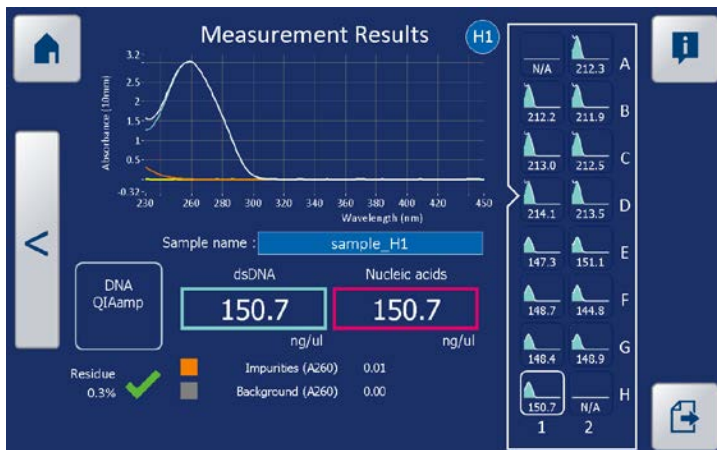 Measurement Results
H1
3.2
2.5
2
1.5
1
0.5
-0.32
Absorbance (10mm)
230 260 280 300 320 340 360 380 400 420 450
Wavelength (nm)
Sample name : sample_H1
DNA
QIAamp
dsDNA Nucleic acids
150.7 150.7
ng/ul ng/ul
Residue
0.3%
Impurities (A260) 0.01
Background (A260) 0.00
N/A 212.3 A
212.2 211.9 B
213.0 212.5 C
214.1 213.5 D
147.3 151.1 E
148.7 144.8 F
148.4 148.9 G
150.7 N/A H
1 2
i
<